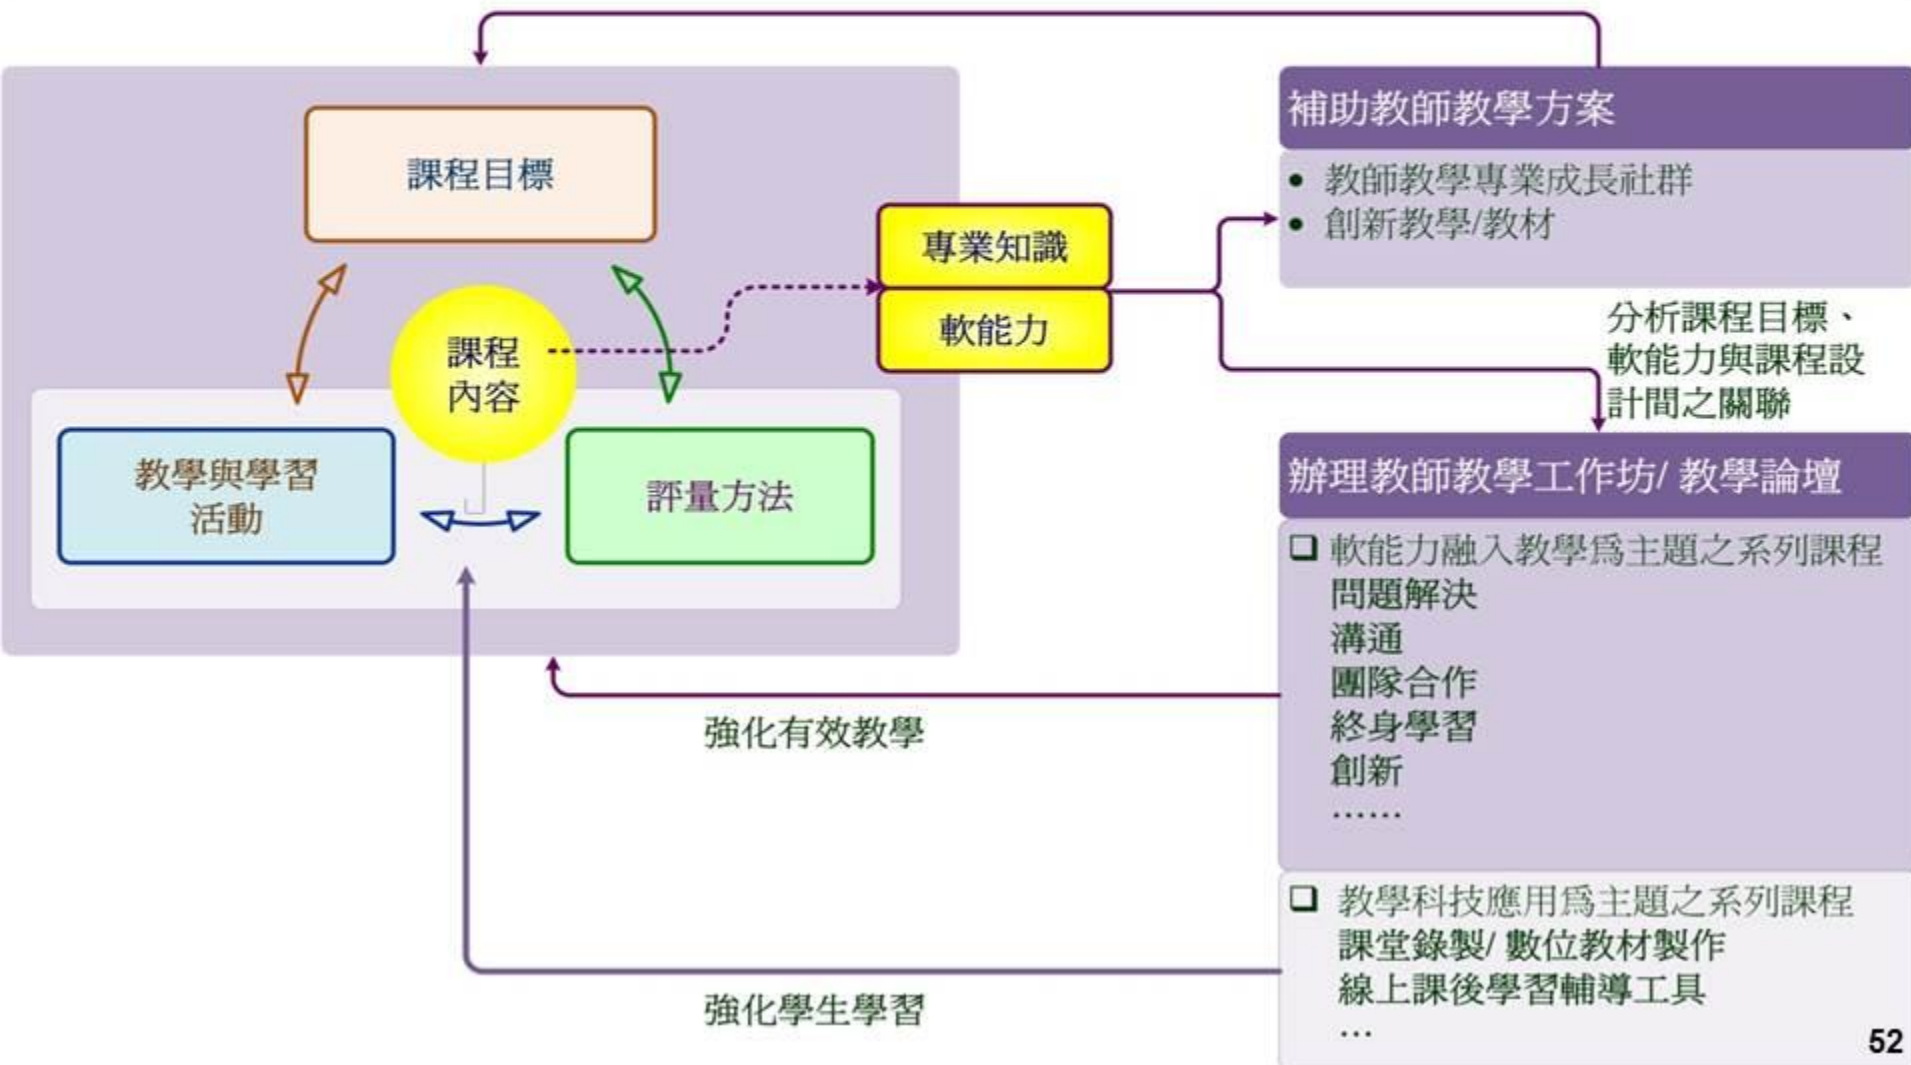 課程目標
課程
內容
教學與學習
活動
評量方法
專業知識
軟能力
補助教師教學方案
• 教師教學專業成長社群
• 創新教學/教材
分析課程目標、
軟能力與課程設
計間之關聯
辦理教師教學工作坊/ 教學論壇
❑ 軟能力融入教學爲主題之系列課程
問題解決
溝通
團隊合作
終身學習
創新
……
強化有效教學
❑ 教學科技應用爲主題之系列課程
課堂錄製/ 數位教材製作
線上課後學習輔導工具
…
強化學生學習
52